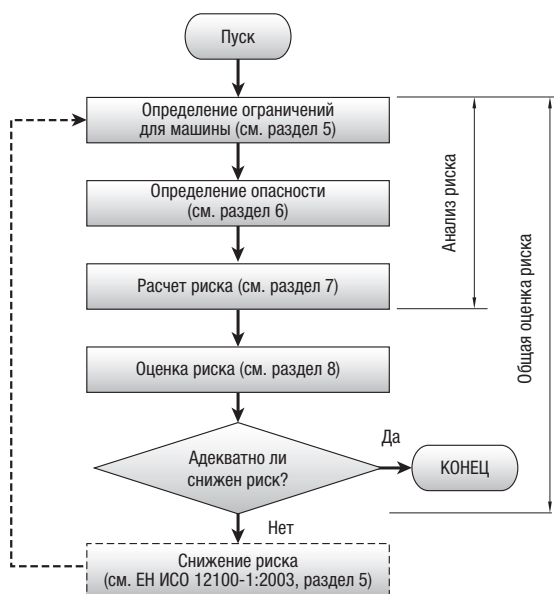 Пуск
Определение ограничений
для машины (см. раздел 5)
Определение опасности
(см. раздел 6)
Расчет риска (см. раздел 7)
Оценка риска (см. раздел 8)
Адекватно ли
снижен риск?
Да
КОНЕЦ
Нет
Снижение риска
(см. ЕН ИСО 12100-1:2003, раздел 5)
Анализ риска
Общая оценка риска